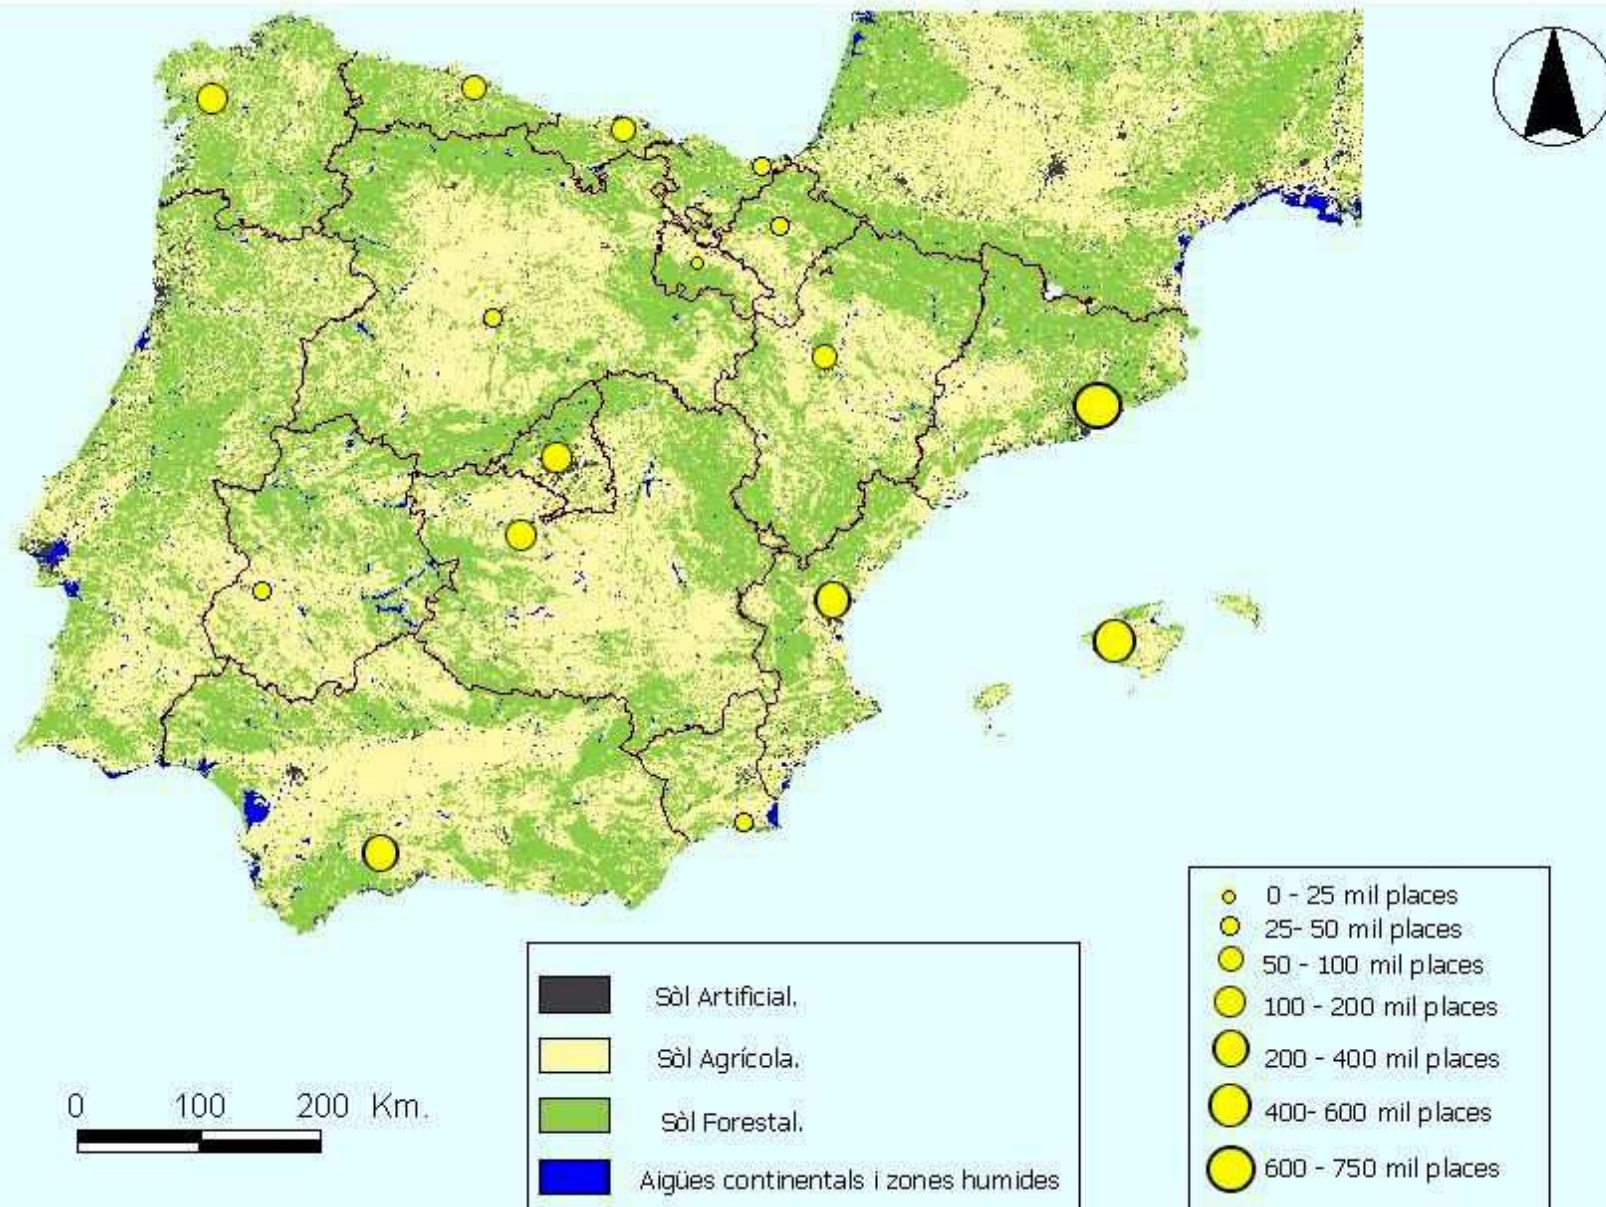 0 - 25 mil places
25- 50 mil places
50 - 100 mil places
100 - 200 mil places
200 - 400 mil places
400- 600 mil places
600 - 750 mil places
Sòl Artificial.
Sòl Agrícola.
Sòl Forestal.
Aigües continentals i zones humides
0 100 200 Km.